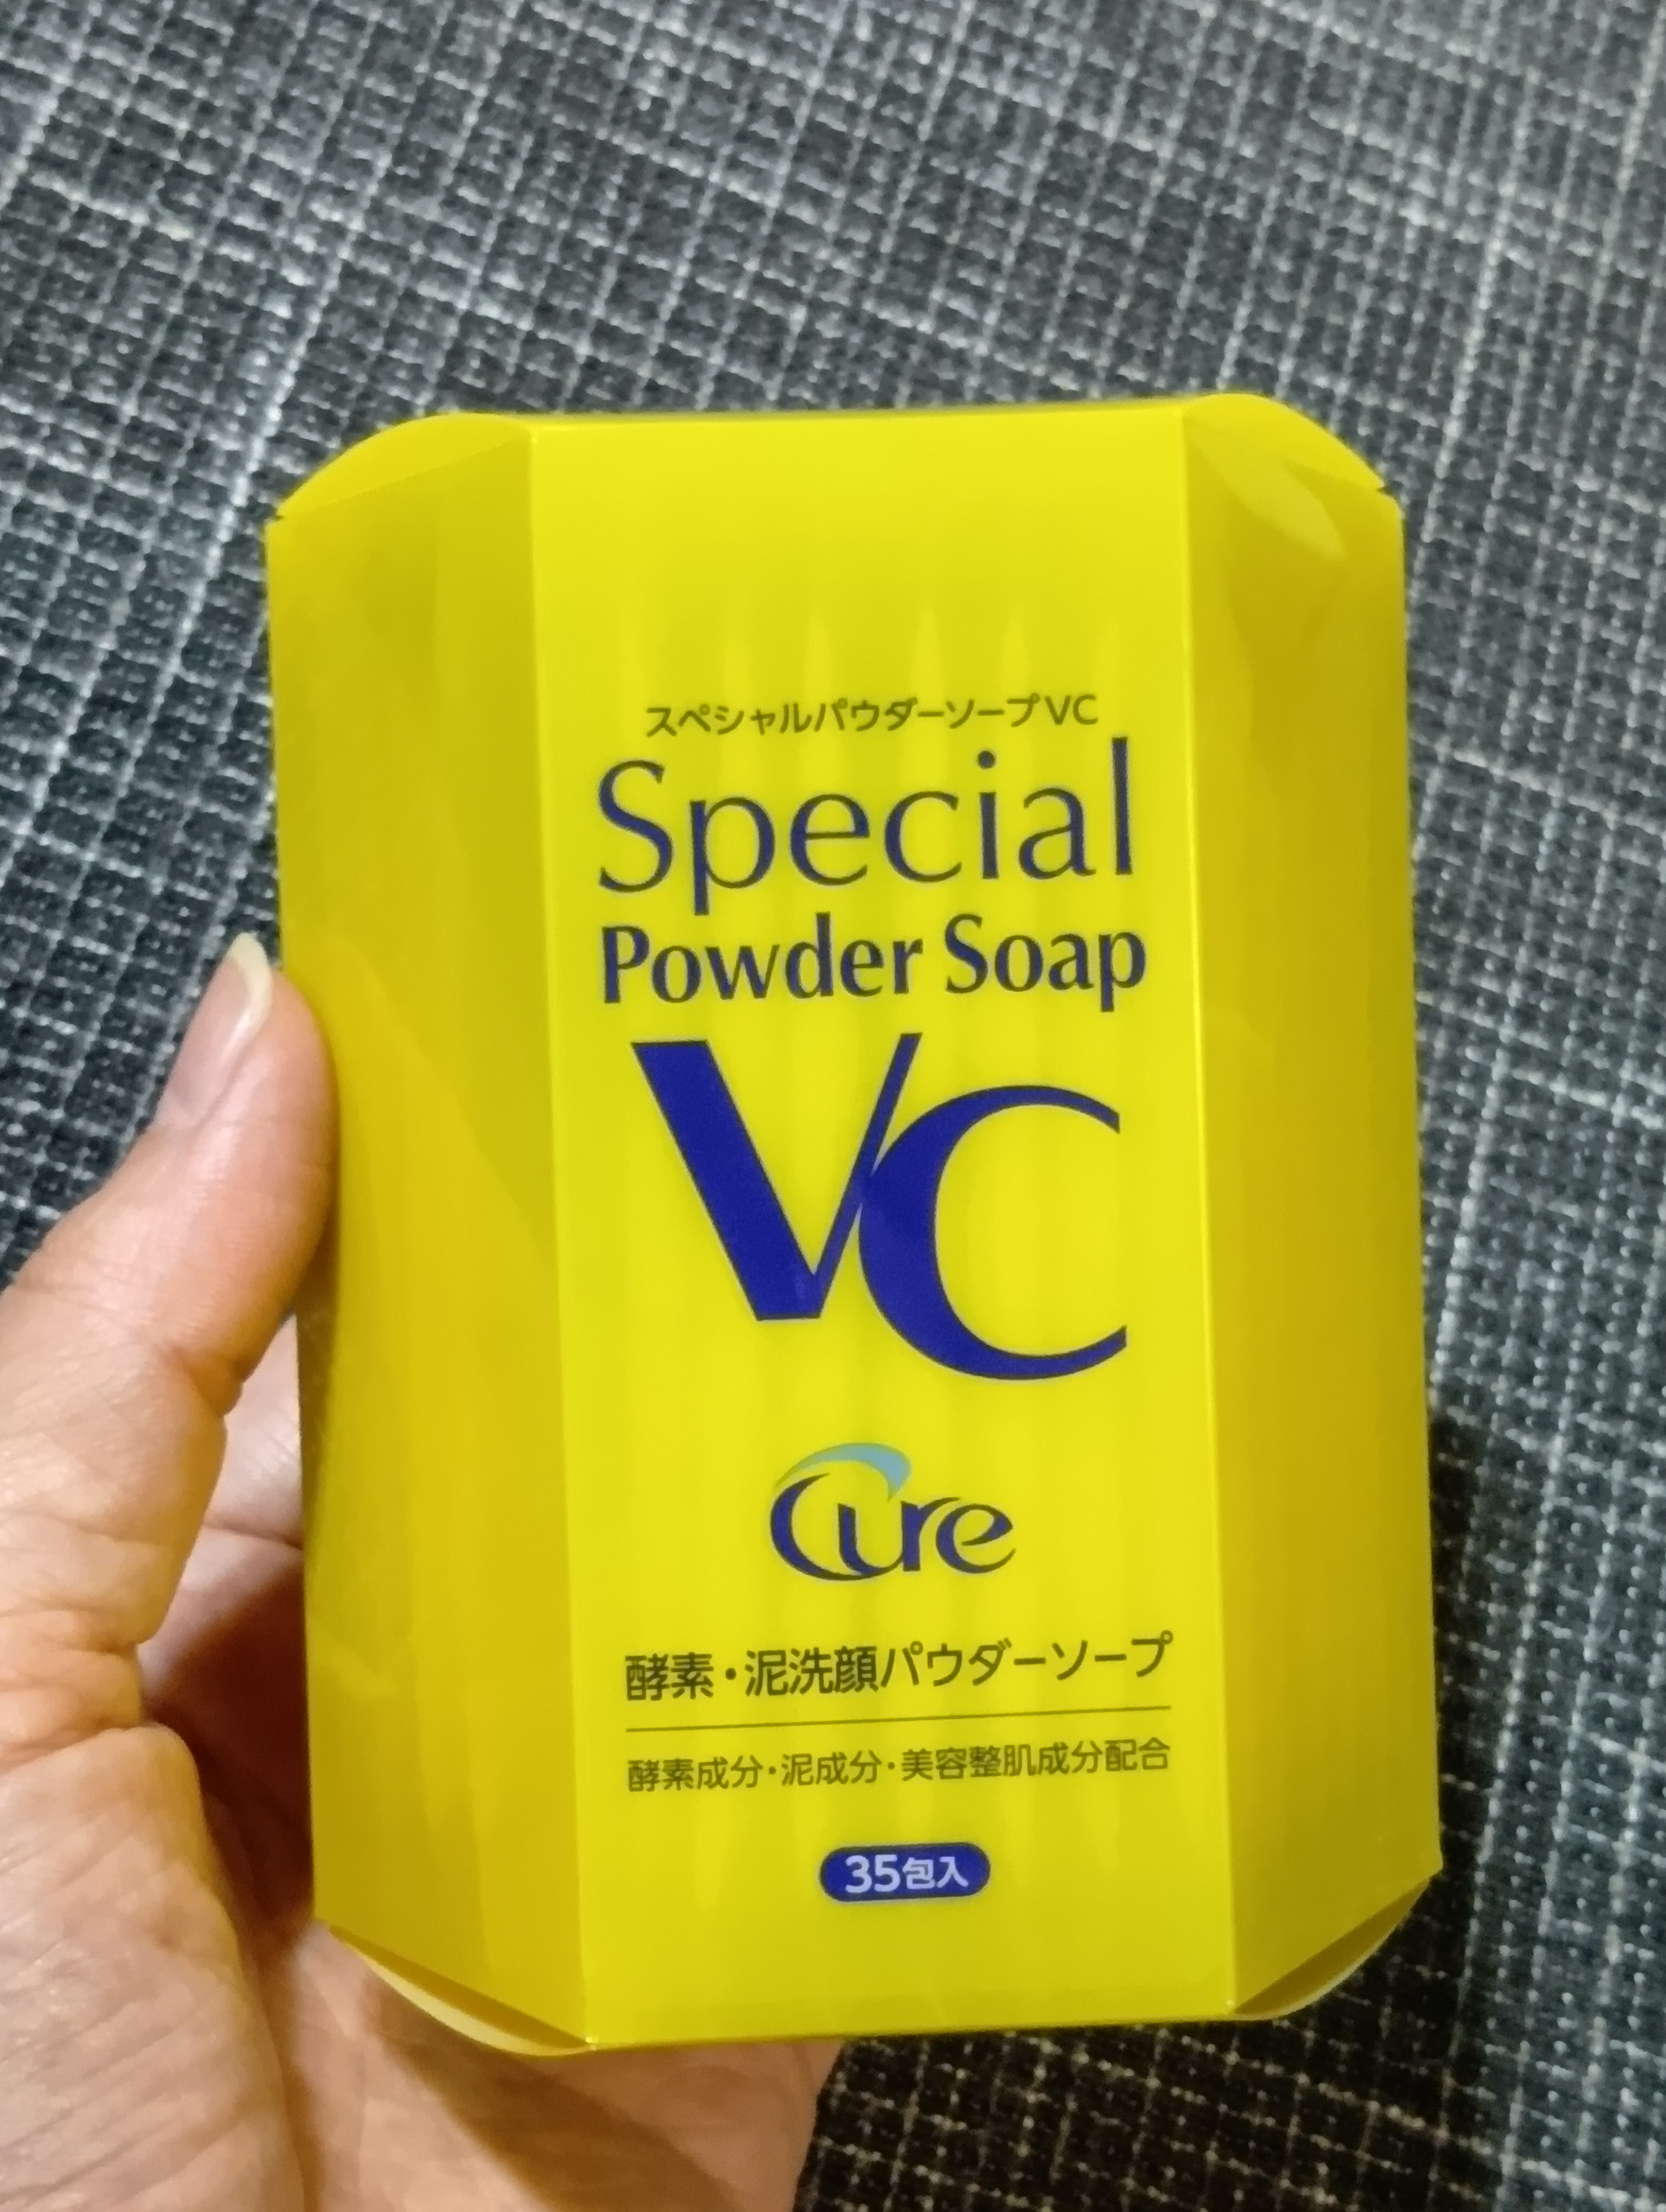 スペシャルパウダーソープVC
Special
Powder Soap
VC
Cure
酵素・泥洗顔パウダーソープ
酵素成分・泥成分・美容整肌成分配合
35包入